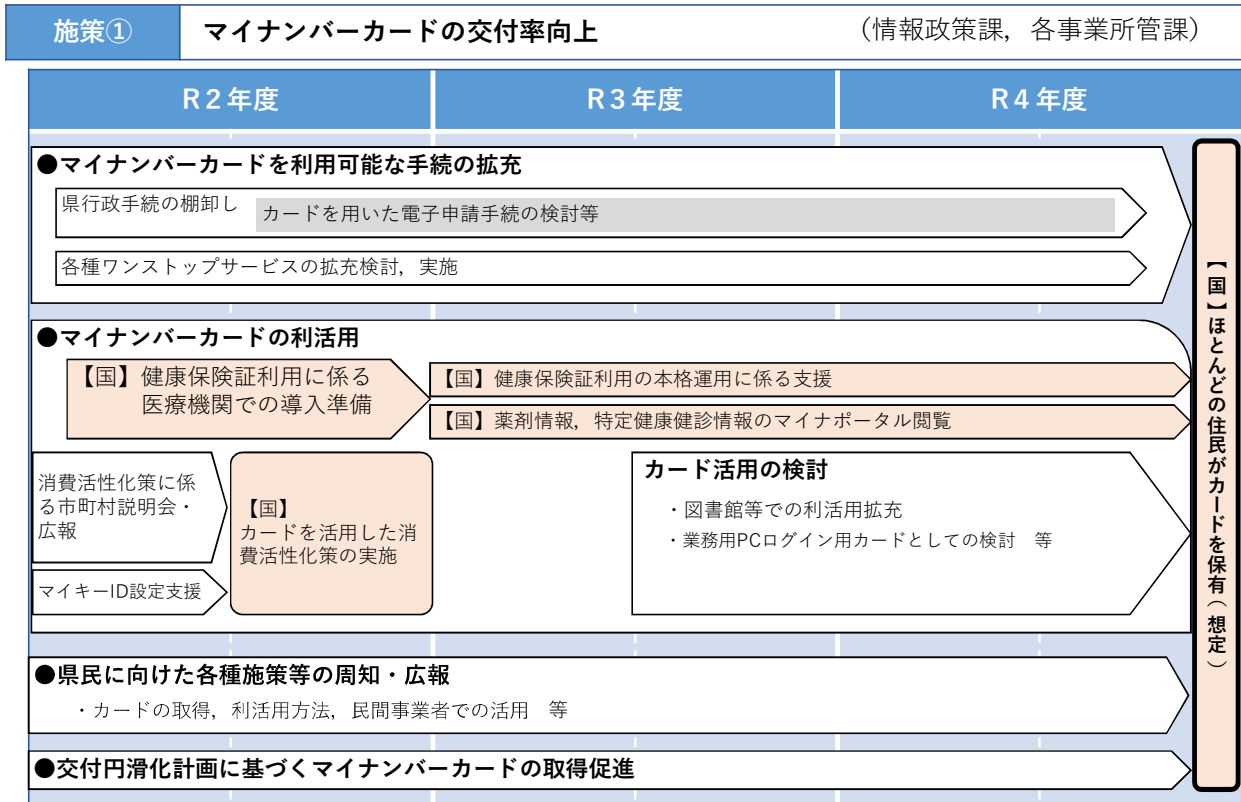 施策① マイナンバーカードの交付率向上 (情報政策課，各事業所管課)
R2年度 R3年度 R4年度
●マイナンバーカードを利用可能な手続の拡充
県行政手続の棚卸し カードを用いた電子申請手続の検討等
各種ワンストップサービスの拡充検討，実施
●マイナンバーカードの利活用
【国】健康保険証利用に係る
医療機関での導入準備
【国】健康保険証利用の本格運用に係る支援
【国】薬剤情報，特定健康健診情報のマイナポータル閲覧
消費活性化策に係
る市町村説明会・
広報
マイキーID設定支援
【国】
カードを活用した消
費活性化策の実施
カード活用の検討
・図書館等での利活用拡充
・業務用PCログイン用カードとしての検討　等
●県民に向けた各種施策等の周知・広報
・カードの取得，利活用方法，民間事業者での活用　等
●交付円滑化計画に基づくマイナンバーカードの取得促進
【国】ほとんどの住民がカードを保有（想定）